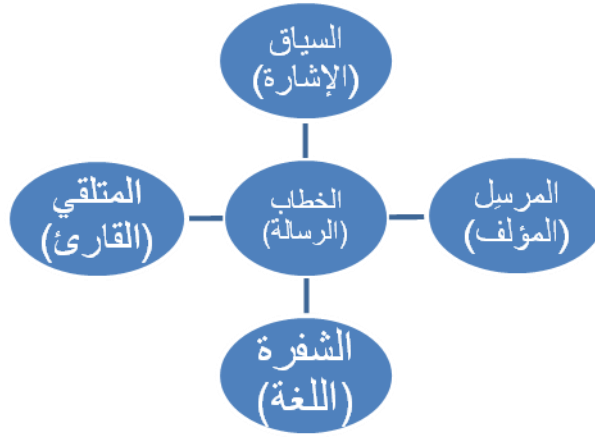 السياق
(الإشارة)
المرسِل
(المؤلف)
الخطاب
(الرسالة)
المتلقي
(القارئ)
الشفرة
(اللغة)